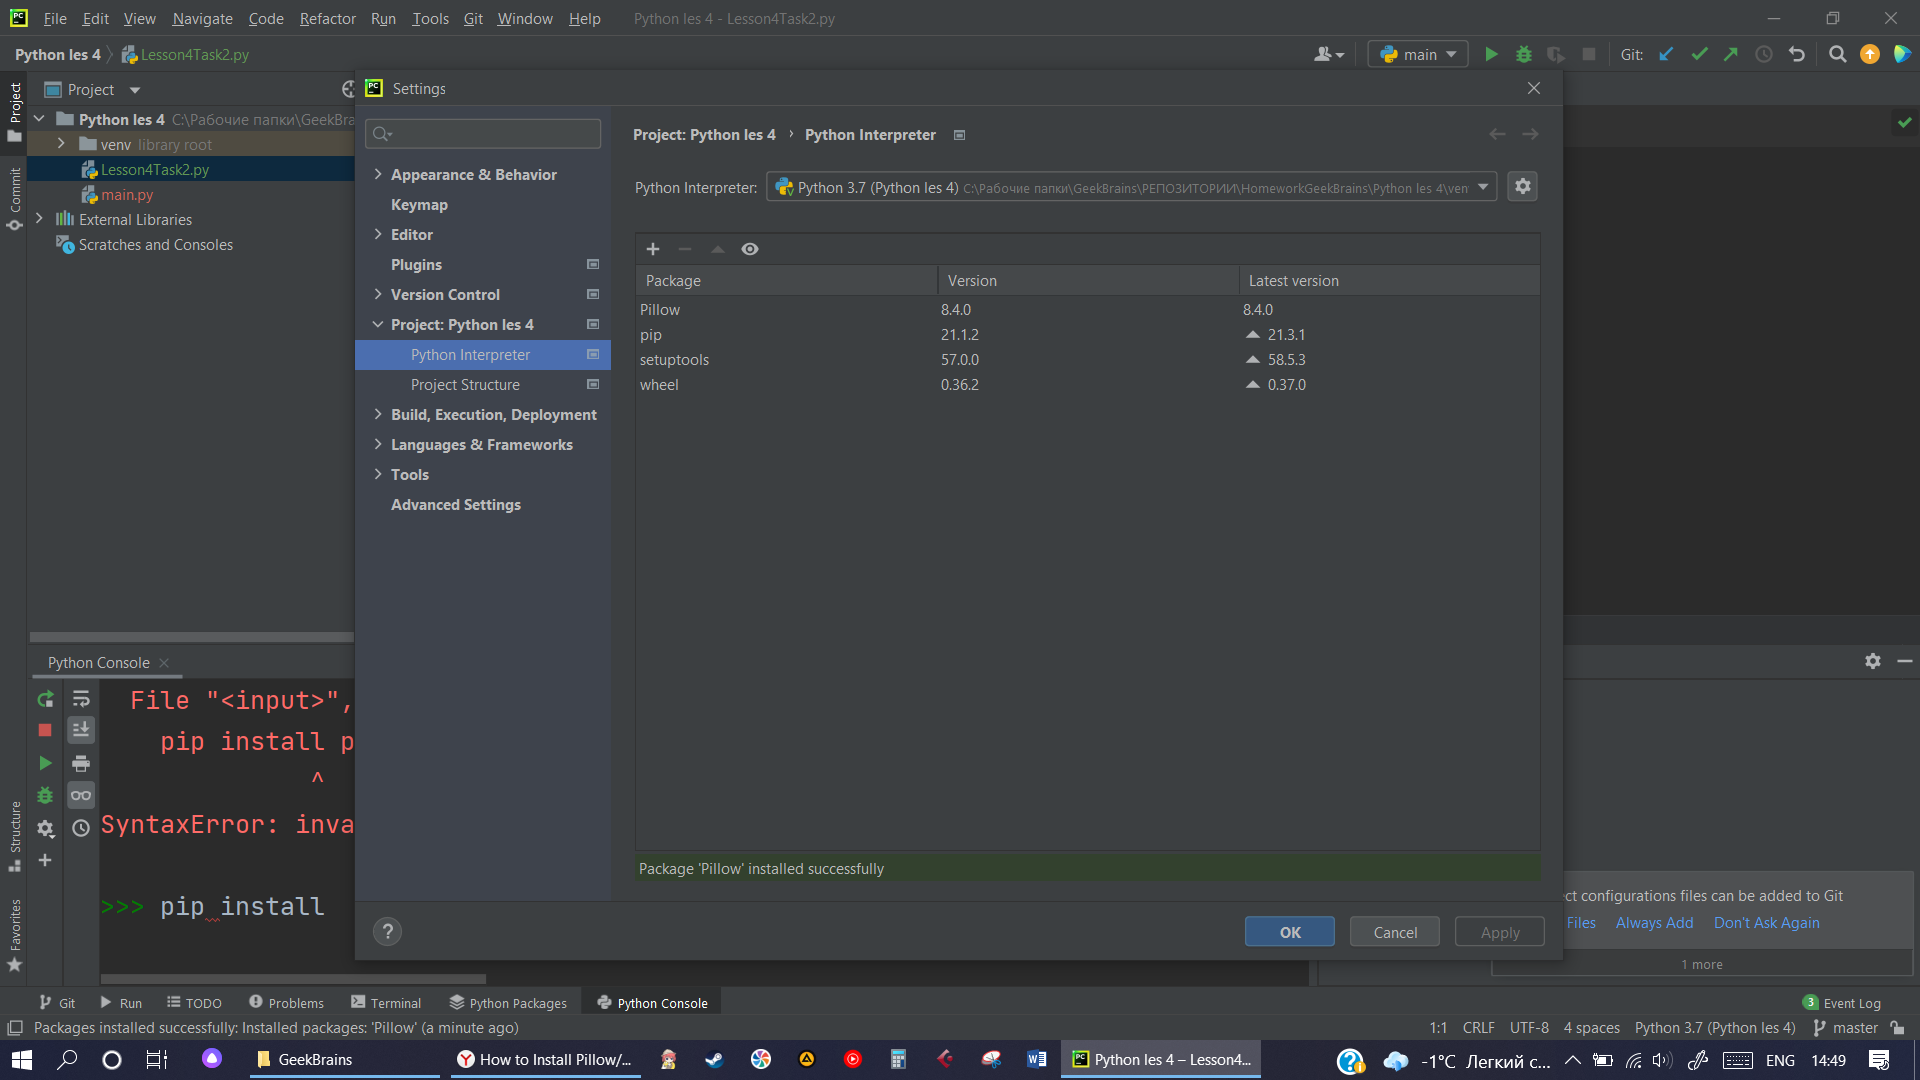 File Edit View Navigate Code Refactor Run Tools Git Window Help Python les 4 - Lesson4Task2.py
Python les 4 Lesson4Task2.py main Git:
Project
Project
Python les 4 C:\Рабочие папки\GeekBra
venv library root
Lesson4Task2.py
main.py
External Libraries
Scratches and Consoles
Commit
Structure
Favorites
Settings
Appearance & Behavior
Keymap
Editor
Plugins
Version Control
Project: Python les 4
Python Interpreter
Project Structure
Build, Execution, Deployment
Languages & Frameworks
Tools
Advanced Settings
Project: Python les 4 › Python Interpreter
Python Interpreter: Python 3.7 (Python les 4) C:\Рабочие папки\GeekBrains\РЕПОЗИТОРИИ\HomeworkGeekBrains\Python les 4\ven
Package Version Latest version
Pillow 8.4.0 8.4.0
pip 21.1.2 21.3.1
setuptools 57.0.0 58.5.3
wheel 0.36.2 0.37.0
Package 'Pillow' installed successfully
? OK Cancel Apply
Python Console
File "<input>",
pip install p
^
SyntaxError: inva
>>> pip install
ct configurations files can be added to Git
Files Always Add Don't Ask Again
1 more
Git Run TODO Problems Terminal Python Packages Python Console 3 Event Log
Packages installed successfully: Installed packages: 'Pillow' (a minute ago) 1:1 CRLF UTF-8 4 spaces Python 3.7 (Python les 4) master
GeekBrains How to Install Pillow/... Python les 4 – Lesson4... -1°C Легкий с... ENG 14:49